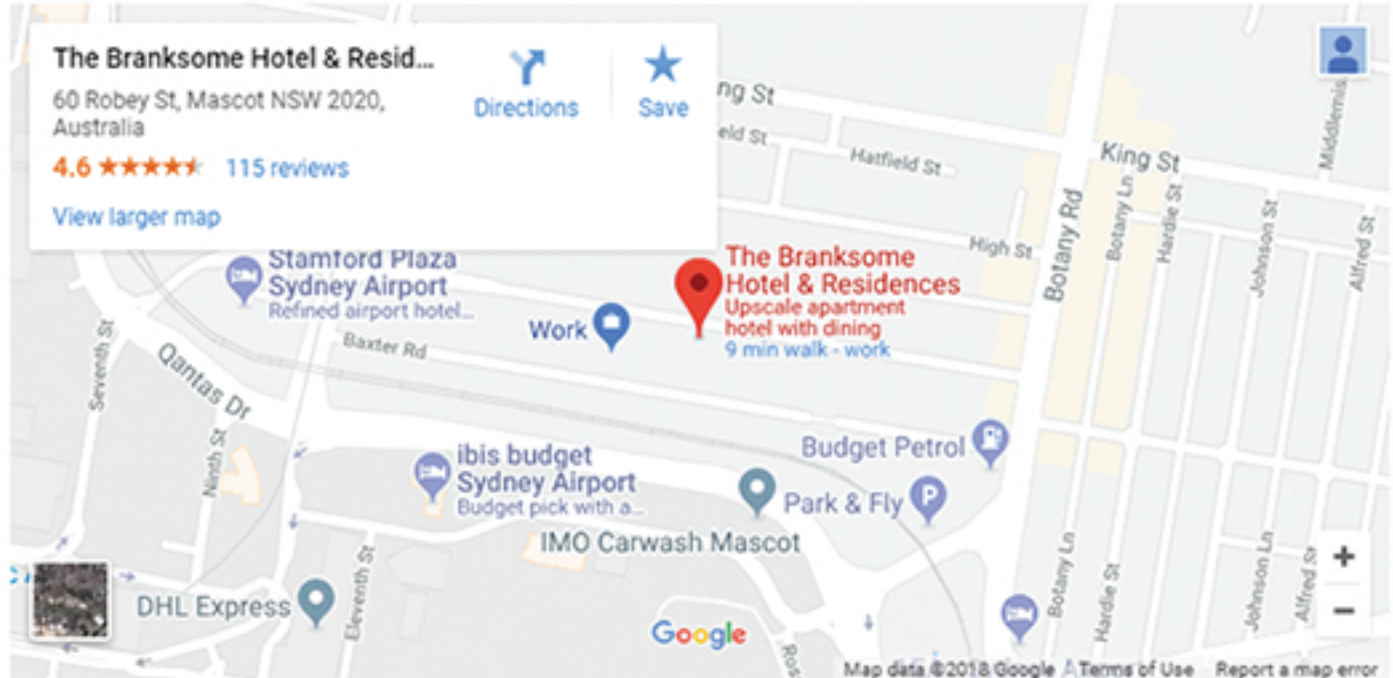 The Branksome Hotel & Resid...
60 Robey St, Mascot NSW 2020,
Australia
4.6
115 reviews
View larger map
Directions
Save
ng St
eld St
Hatfield St
King St
High St
Botany Rd
Botany Ln
Hardie St
Johnson St
Alfred St
Stamford Plaza
Sydney Airport
Refined airport hotel...
Work
The Branksome
Hotel & Residences
Upscale apartment
hotel with dining
9 min walk - work
Baxter Rd
Seventh St
Qantas Dr
Ninth St
ibis budget
Sydney Airport
Budget pick with a...
Budget Petrol
Park & Fly
P
IMO Carwash Mascot
DHL Express
Eleventh St
Botany Ln
Hardie St
Johnson Ln
Alfred St
+
−
Google
Map data ©2018 Google
Terms of Use
Report a map error